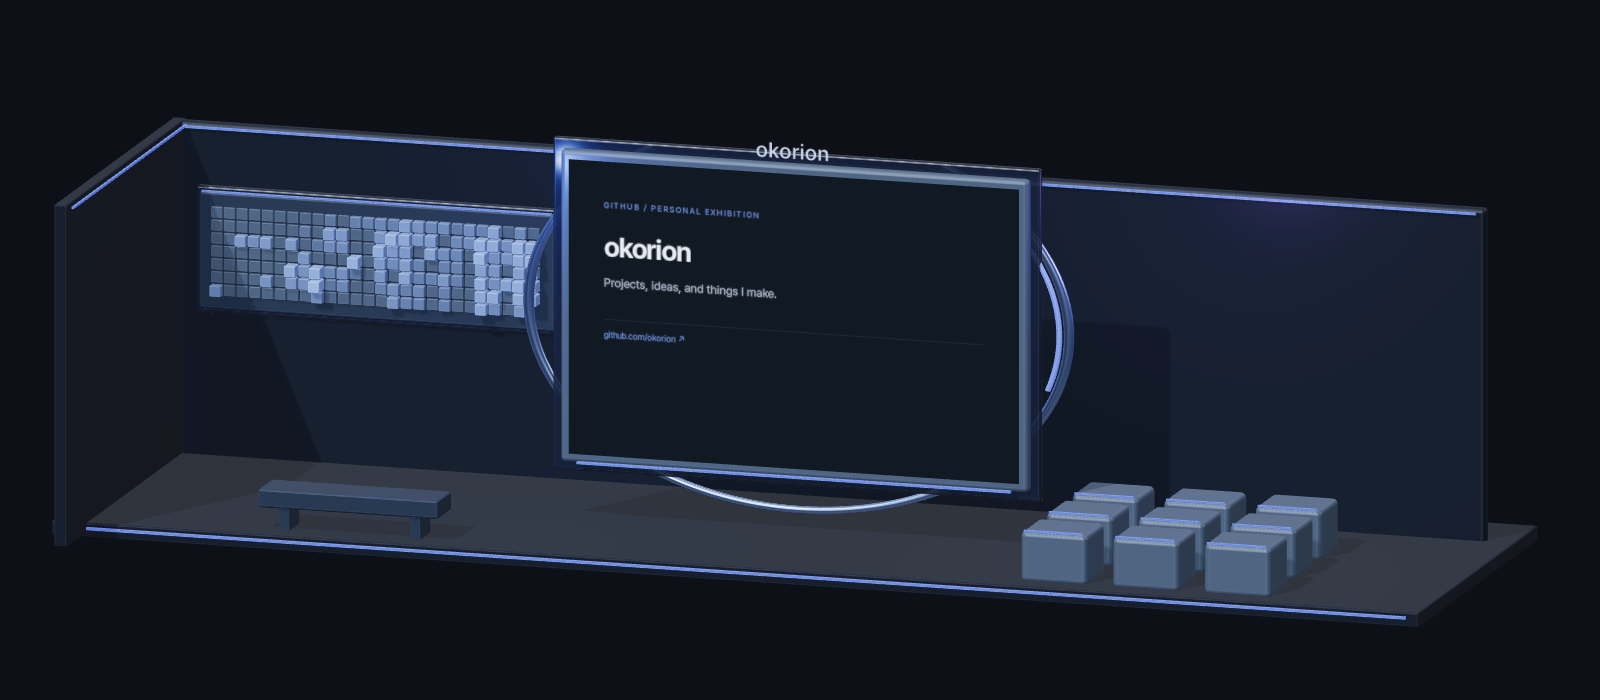 okorion
GITHUB / PERSONAL EXHIBITION
okorion
Projects, ideas, and things I make.
github.com/okorion ↗